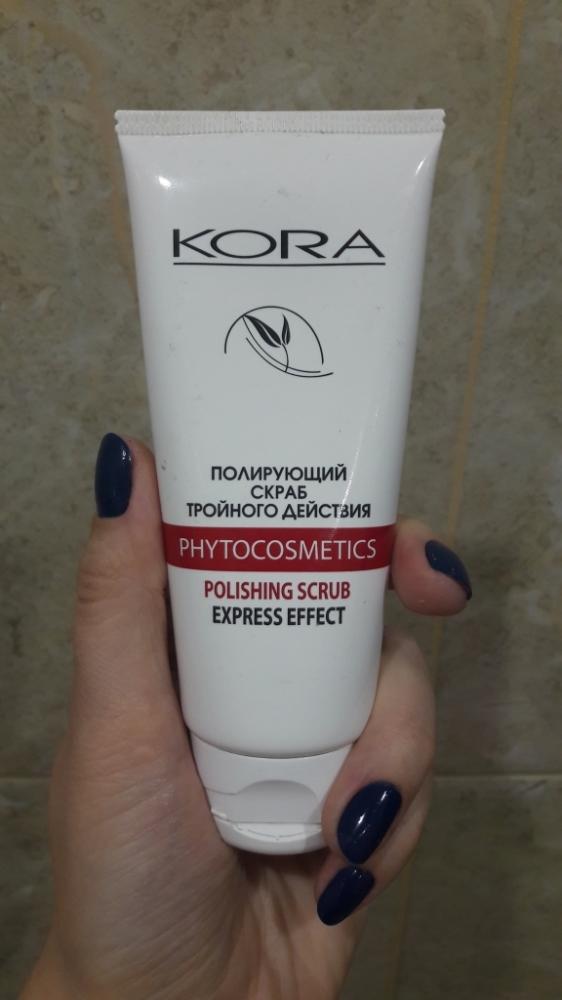 KORA
ПОЛИРУЮЩИЙ
СКРАБ
ТРОЙНОГО ДЕЙСТВИЯ
PHYTOCOSMETICS
POLISHING SCRUB
EXPRESS EFFECT